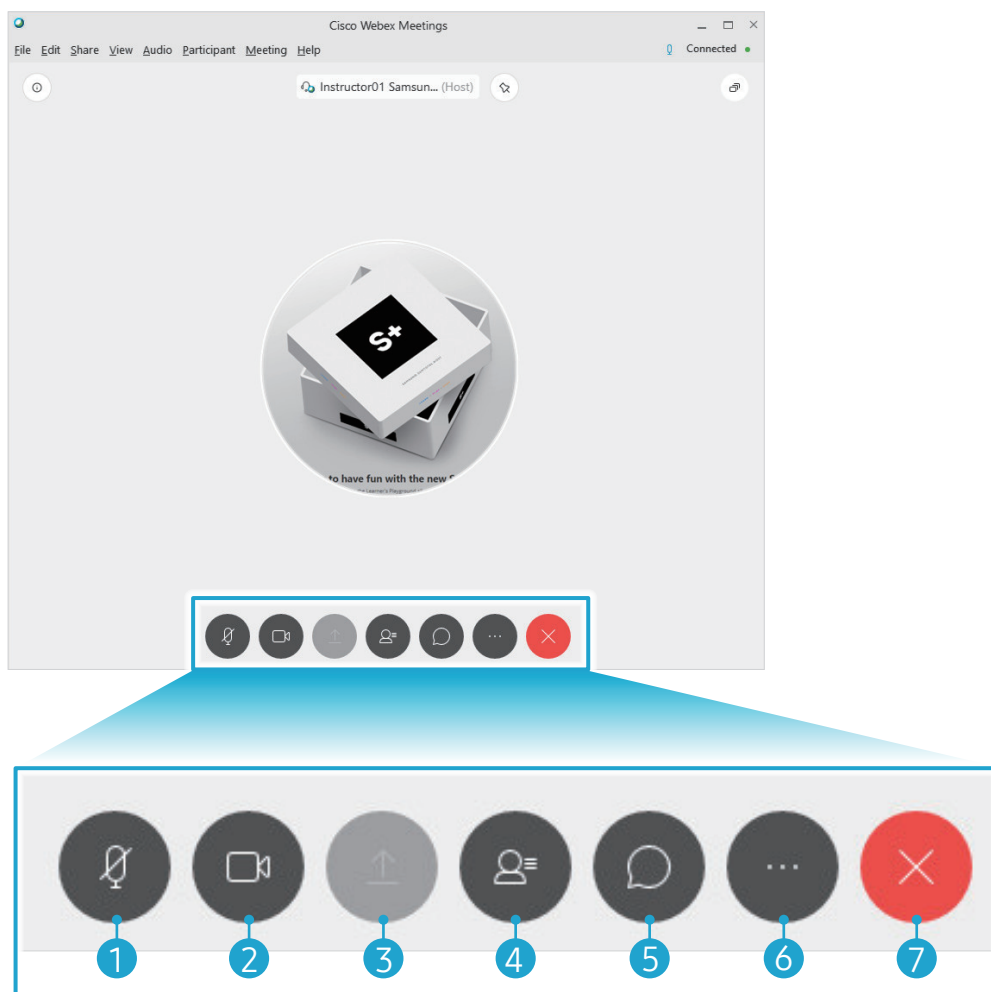 Cisco Webex Meetings
File Edit Share View Audio Participant Meeting Help
Connected
Instructor01 Samsun... (Host)
S+
to have fun with the new
1 2 3 4 5 6 7